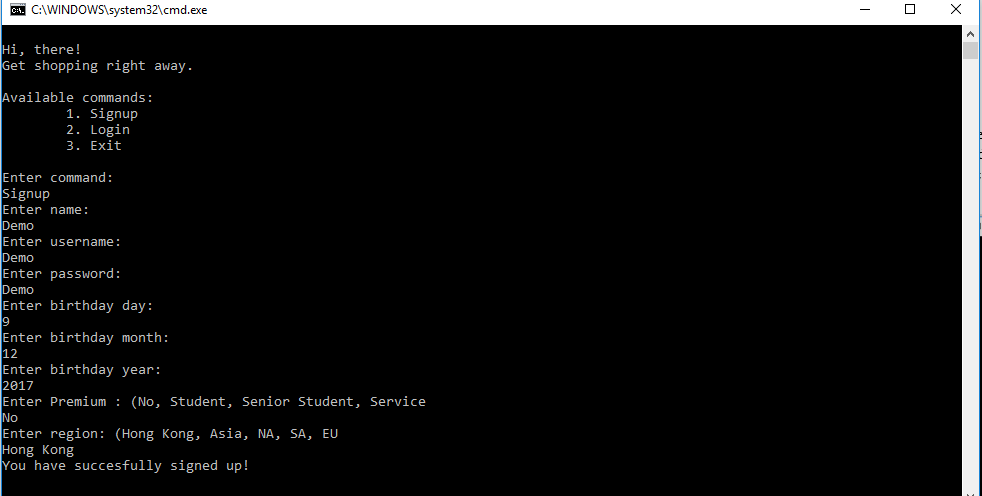 C:\WINDOWS\system32\cmd.exe
Hi, there!
Get shopping right away.
Available commands:
1. Signup
2. Login
3. Exit
Enter command:
Signup
Enter name:
Demo
Enter username:
Demo
Enter password:
Demo
Enter birthday day:
9
Enter birthday month:
12
Enter birthday year:
2017
Enter Premium : (No, Student, Senior Student, Service
No
Enter region: (Hong Kong, Asia, NA, SA, EU
Hong Kong
You have succesfully signed up!